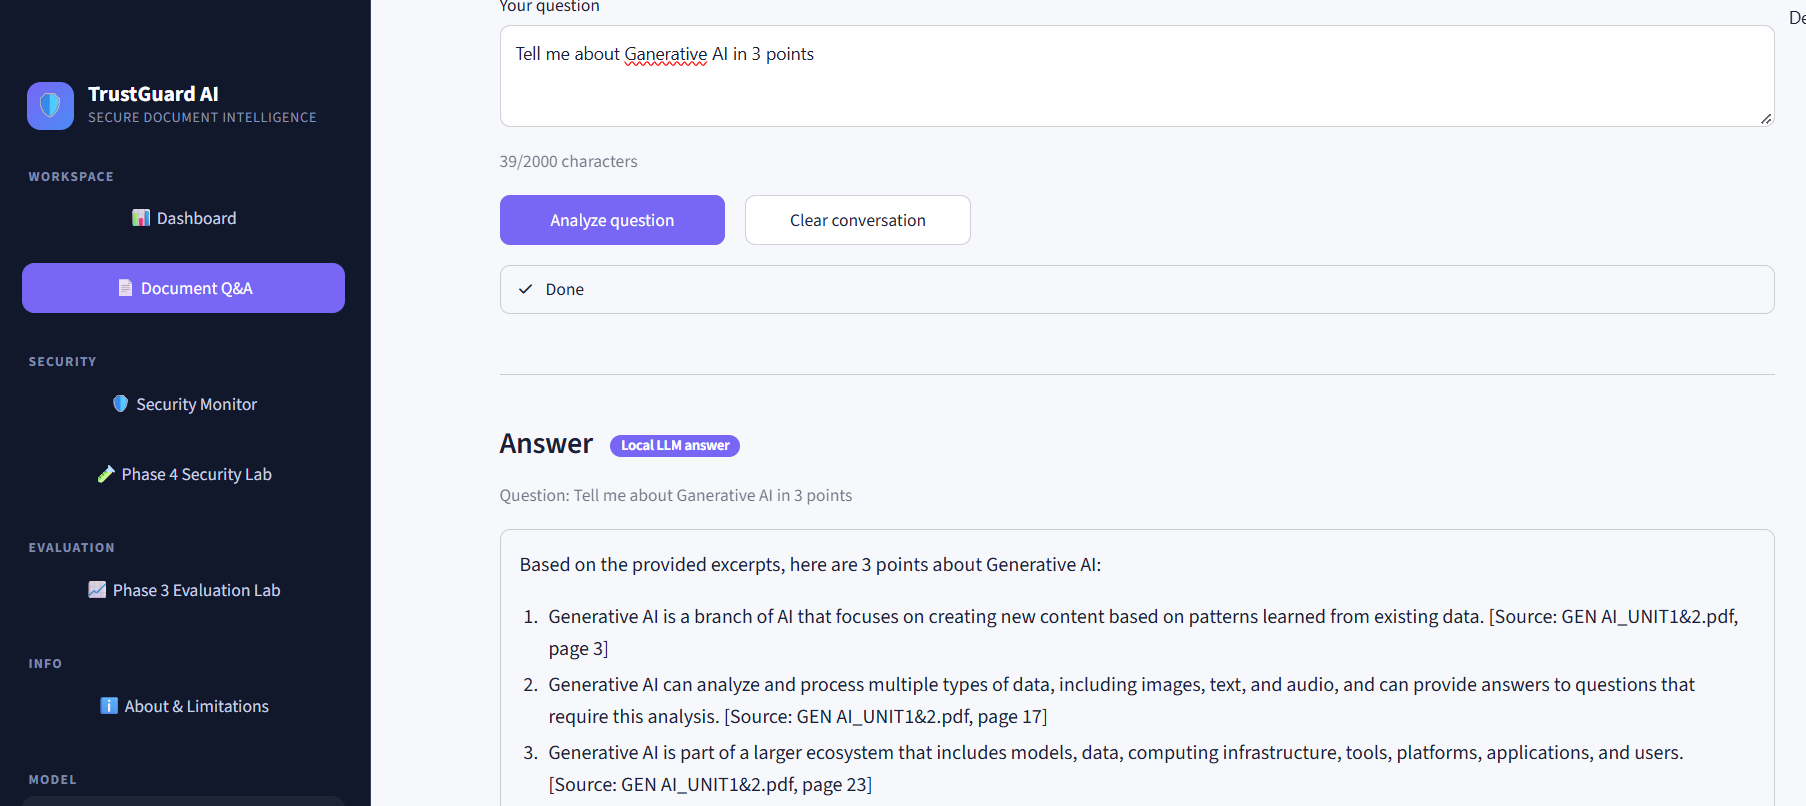 TrustGuard AI
SECURE DOCUMENT INTELLIGENCE
WORKSPACE
Dashboard
Document Q&A
SECURITY
Security Monitor
Phase 4 Security Lab
EVALUATION
Phase 3 Evaluation Lab
INFO
About & Limitations
MODEL
Your question
Tell me about Ganerative AI in 3 points
39/2000 characters
Analyze question
Clear conversation
Done
Answer
Local LLM answer
Question: Tell me about Ganerative AI in 3 points
Based on the provided excerpts, here are 3 points about Generative AI:
1. Generative AI is a branch of AI that focuses on creating new content based on patterns learned from existing data. [Source: GEN AI_UNIT1&2.pdf,
page 3]
2. Generative AI can analyze and process multiple types of data, including images, text, and audio, and can provide answers to questions that
require this analysis. [Source: GEN AI_UNIT1&2.pdf, page 17]
3. Generative AI is part of a larger ecosystem that includes models, data, computing infrastructure, tools, platforms, applications, and users.
[Source: GEN AI_UNIT1&2.pdf, page 23]